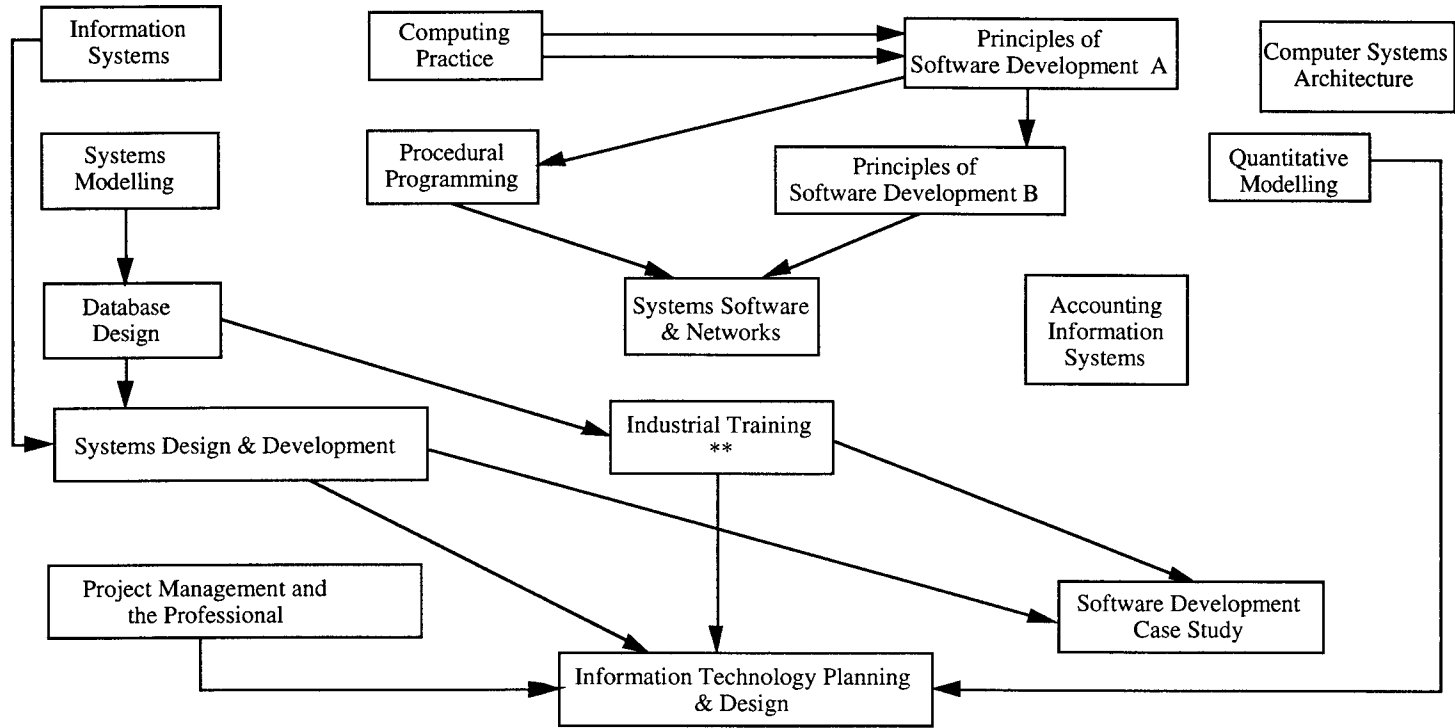 Information
Systems
Computing
Practice
Principles of
Software Development A
Computer Systems
Architecture
Systems
Modelling
Procedural
Programming
Principles of
Software Development B
Quantitative
Modelling
Database
Design
Systems Software
& Networks
Accounting
Information
Systems
Systems Design & Development
Industrial Training
**
Project Management and
the Professional
Software Development
Case Study
Information Technology Planning
& Design